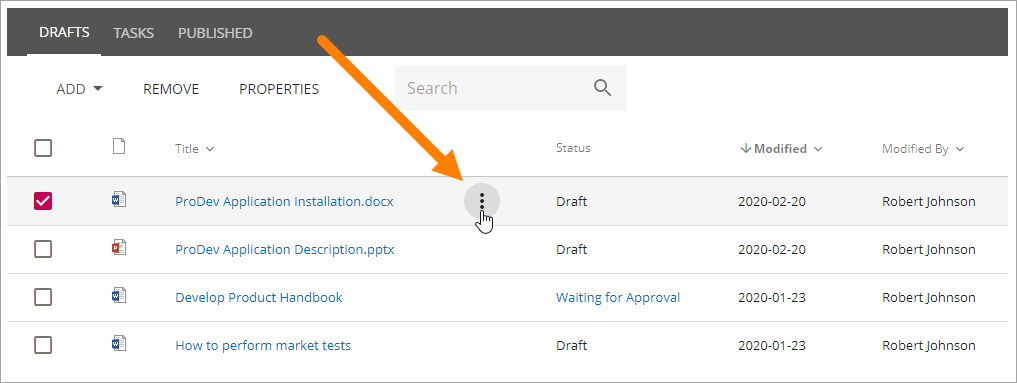 DRAFTS TASKS PUBLISHED
ADD REMOVE PROPERTIES Search
Title Status Modified Modified By
ProDev Application Installation.docx Draft 2020-02-20 Robert Johnson
ProDev Application Description.pptx Draft 2020-02-20 Robert Johnson
Develop Product Handbook Waiting for Approval 2020-01-23 Robert Johnson
How to perform market tests Draft 2020-01-23 Robert Johnson